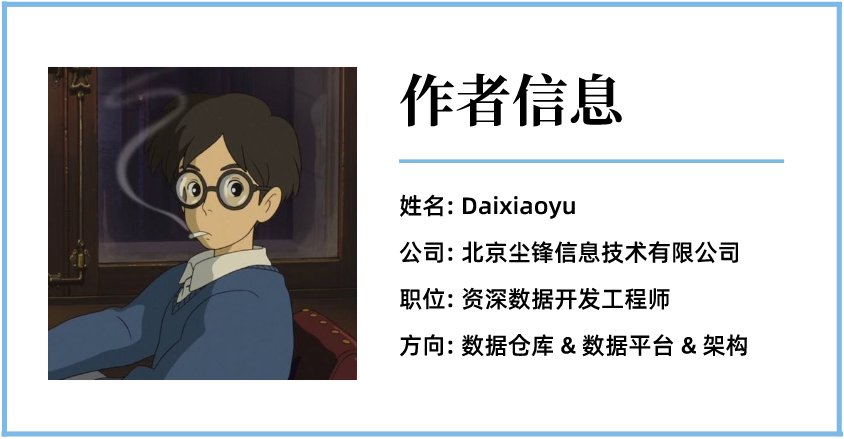 作者信息
姓名: Daixiaoyu
公司: 北京尘锋信息技术有限公司
职位: 资深数据开发工程师
方向: 数据仓库 & 数据平台 & 架构